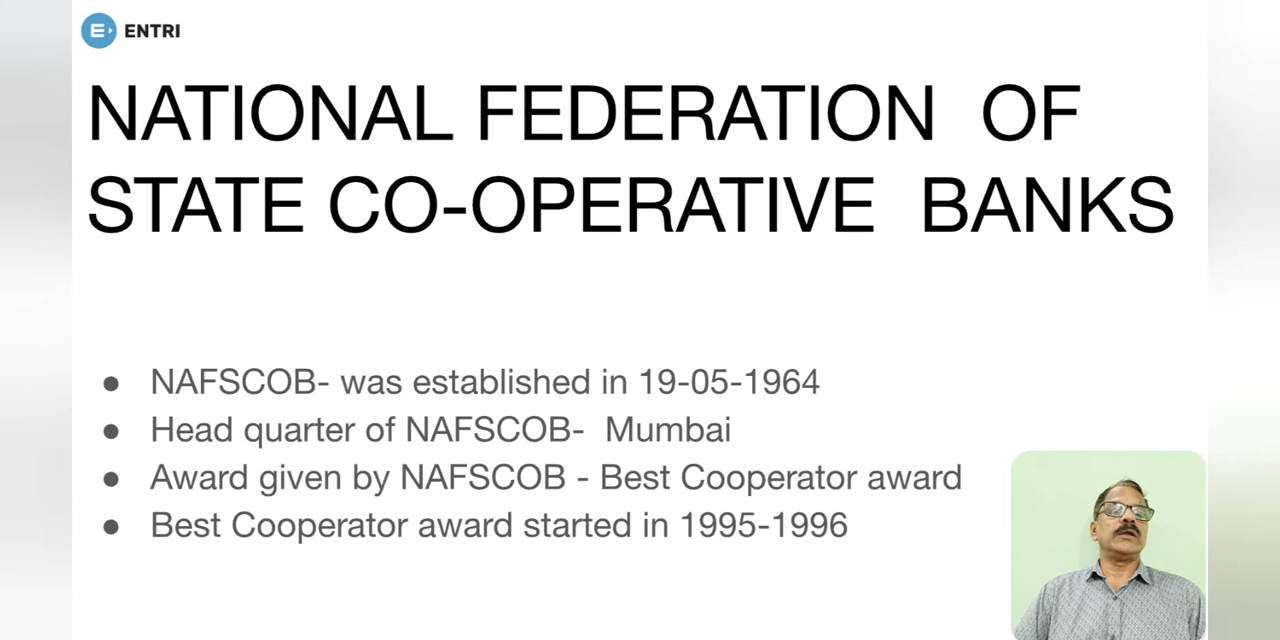 ENTRI
NATIONAL FEDERATION OF
STATE CO-OPERATIVE BANKS
● NAFSCOB- was established in 19-05-1964
● Head quarter of NAFSCOB- Mumbai
● Award given by NAFSCOB - Best Cooperator award
● Best Cooperator award started in 1995-1996